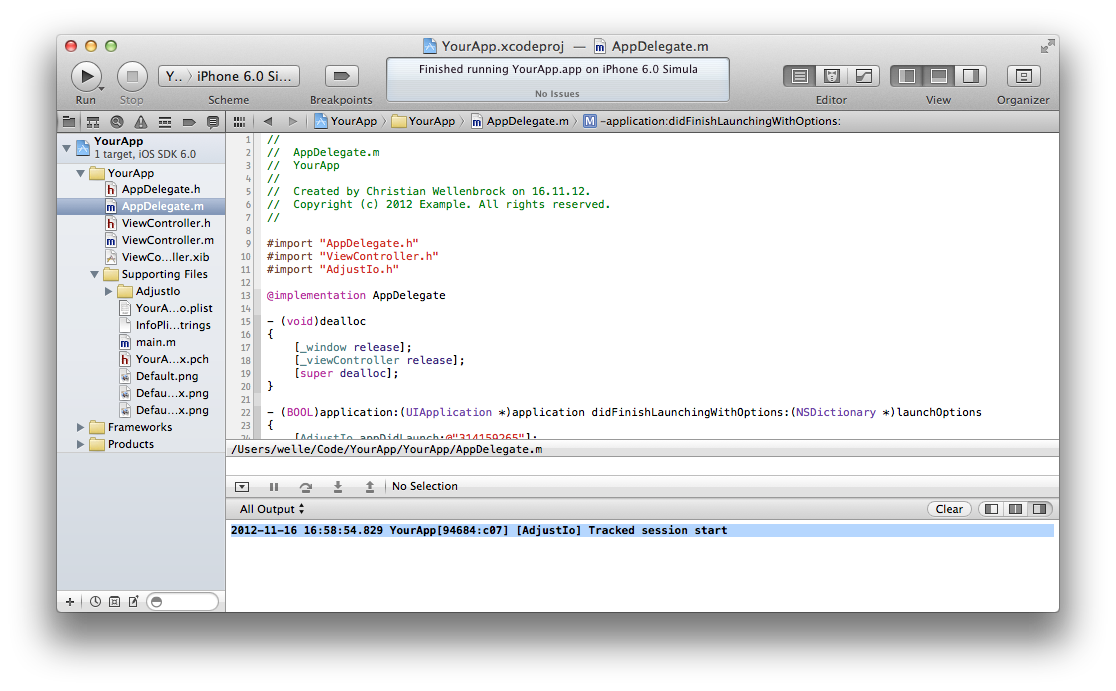 YourApp.xcodeproj — AppDelegate.m
Run
Stop
Y.. iPhone 6.0 Si...
Scheme
Breakpoints
Finished running YourApp.app on iPhone 6.0 Simula
No Issues
Editor
View
Organizer
YourApp YourApp AppDelegate.m M -application:didFinishLaunchingWithOptions:
YourApp
1 target, iOS SDK 6.0
YourApp
h AppDelegate.h
m AppDelegate.m
h ViewController.h
m ViewController.m
ViewCo...ller.xib
Supporting Files
AdjustIo
YourA...o.plist
InfoPli...trings
m main.m
h YourA...x.pch
Default.png
Defau...x.png
Defau...x.png
Frameworks
Products
1 //
2 //  AppDelegate.m
3 //  YourApp
4 //
5 //  Created by Christian Wellenbrock on 16.11.12.
6 //  Copyright (c) 2012 Example. All rights reserved.
7 //
8
9 #import "AppDelegate.h"
10 #import "ViewController.h"
11 #import "AdjustIo.h"
12
13 @implementation AppDelegate
14
15 - (void)dealloc
16 {
17     [_window release];
18     [_viewController release];
19     [super dealloc];
20 }
21
22 - (BOOL)application:(UIApplication *)application didFinishLaunchingWithOptions:(NSDictionary *)launchOptions
23 {
24     [AdjustIo appDidLaunch:@"314159265"];
/Users/welle/Code/YourApp/YourApp/AppDelegate.m
No Selection
All Output
Clear
2012-11-16 16:58:54.829 YourApp[94684:c07] [AdjustIo] Tracked session start